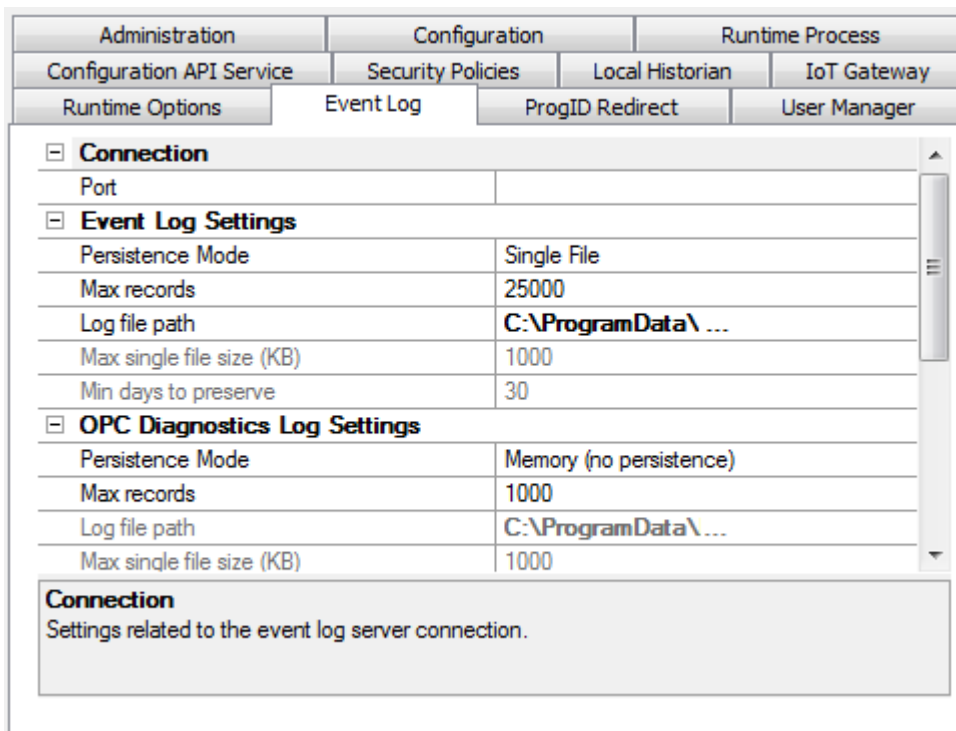 Administration Configuration Runtime Process
Configuration API Service Security Policies Local Historian IoT Gateway
Runtime Options Event Log ProgID Redirect User Manager
Connection
Port
Event Log Settings
Persistence Mode Single File
Max records 25000
Log file path C:\ProgramData\ ...
Max single file size (KB) 1000
Min days to preserve 30
OPC Diagnostics Log Settings
Persistence Mode Memory (no persistence)
Max records 1000
Log file path C:\ProgramData\ ...
Max single file size (KB) 1000
Connection
Settings related to the event log server connection.